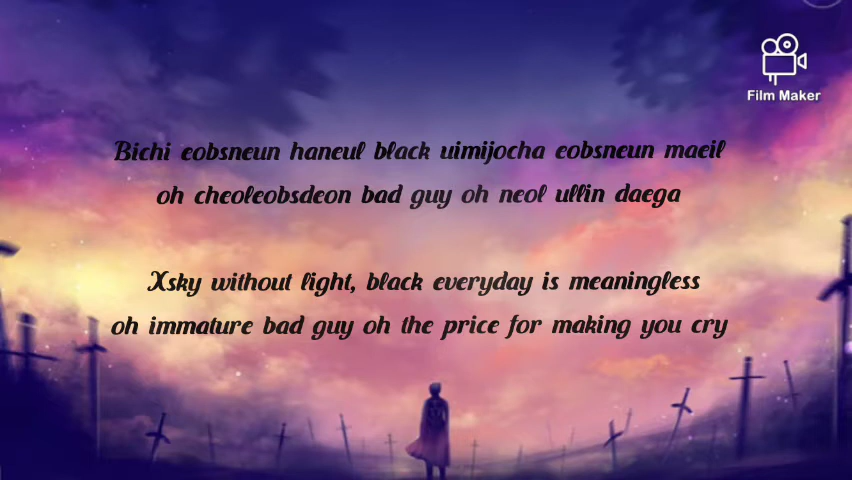 Film Maker
Bichi eobsneun haneul black uimijocha eobsneun maeil
oh cheoleobsdeon bad guy oh neol ullin daega
Xsky without light, black everyday is meaningless
oh immature bad guy oh the price for making you cry